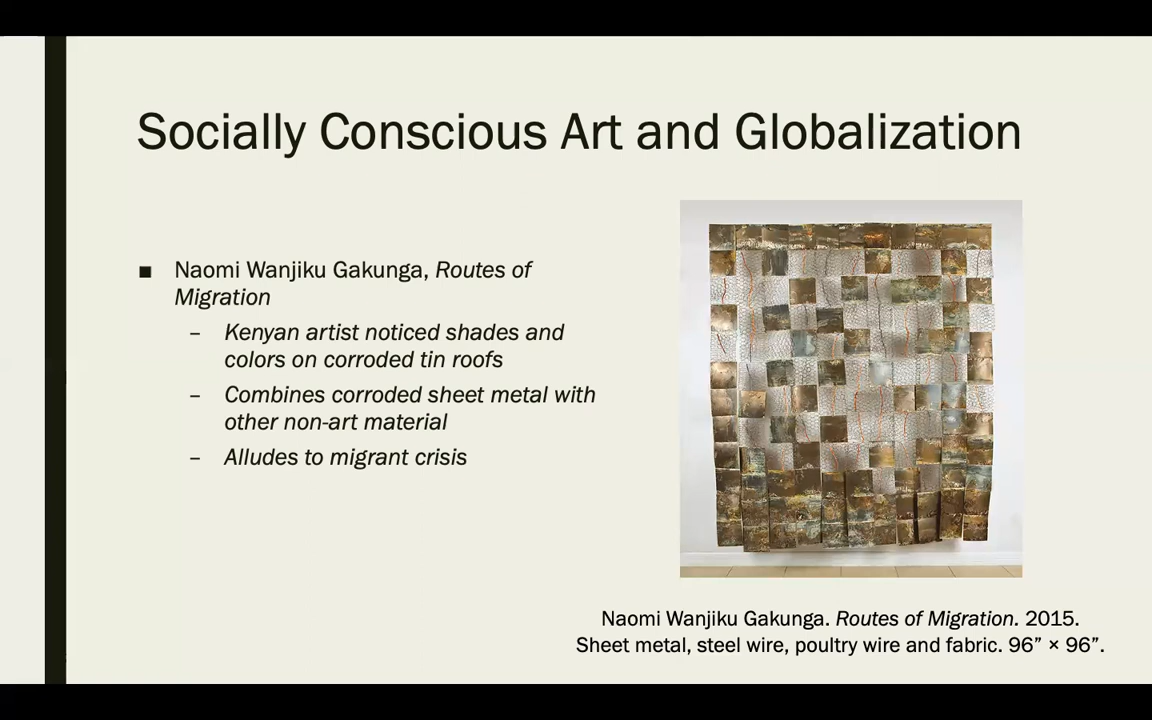 Socially Conscious Art and Globalization
■ Naomi Wanjiku Gakunga, Routes of
Migration
– Kenyan artist noticed shades and
colors on corroded tin roofs
– Combines corroded sheet metal with
other non-art material
– Alludes to migrant crisis
Naomi Wanjiku Gakunga. Routes of Migration. 2015.
Sheet metal, steel wire, poultry wire and fabric. 96” × 96”.